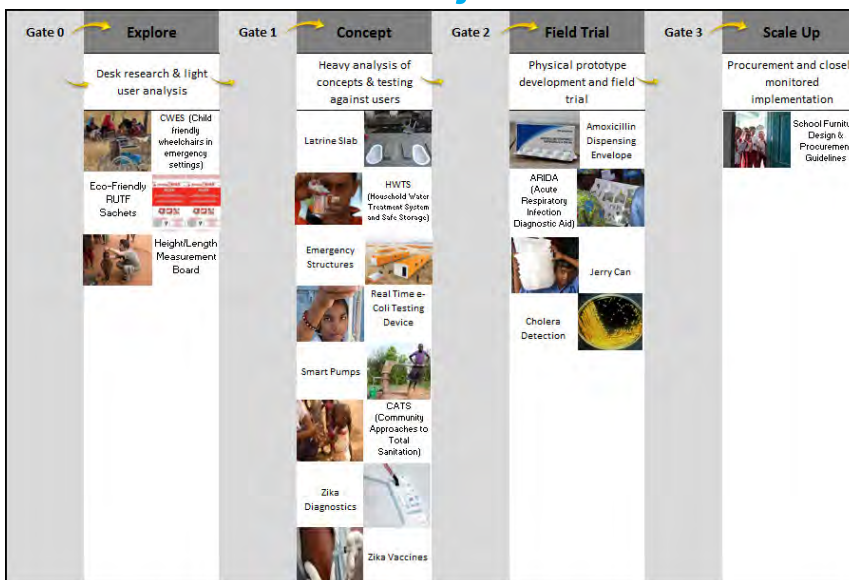 Gate 0
Explore
Gate 1
Concept
Gate 2
Field Trial
Gate 3
Scale Up
Desk research & light
user analysis
Heavy analysis of
concepts & testing
against users
Physical prototype
development and field
trial
Procurement and closel
monitored
implementation
CWES (Child
friendly
wheelchairs in
emergency
settings)
Eco-Friendly
RUTF
Sachets
Height/Length
Measurement
Board
Latrine Slab
HWTS
(Household Water
Treatment System
and Safe Storage)
Emergency
Structures
Real Time e-
Coli Testing
Device
Smart Pumps
CATS
(Community
Approaches to
Total
Sanitation)
Zika
Diagnostics
Zika Vaccines
Amoxicillin
Dispensing
Envelope
ARIDA
(Acute
Respiratory
Infection
Diagnostic Aid)
Jerry Can
Cholera
Detection
School Furnitu
Design &
Procuremen
Guidelines